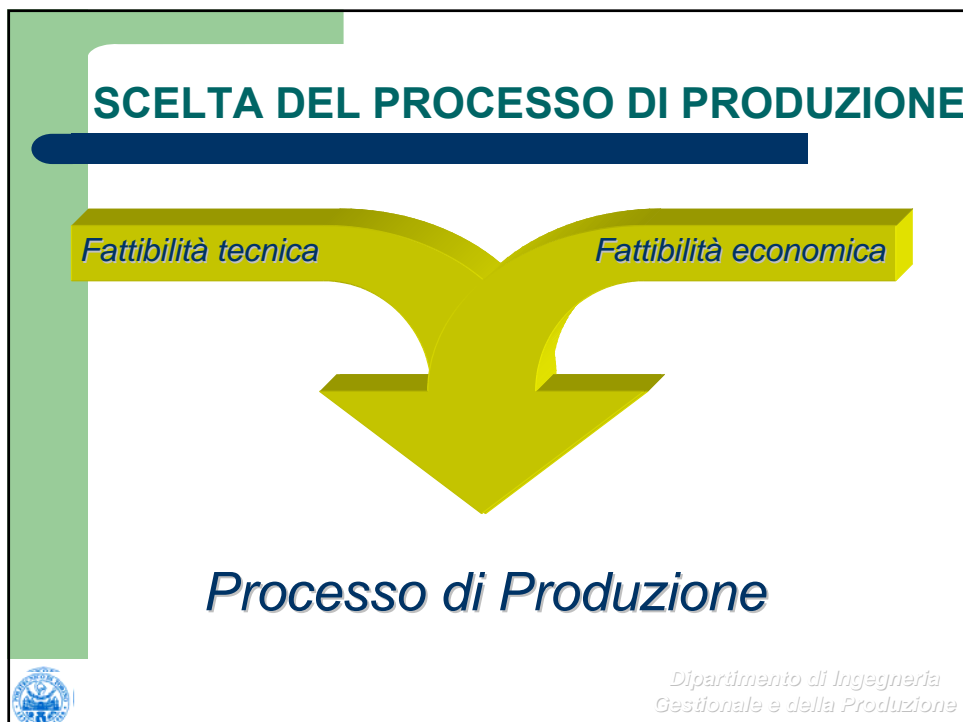 SCELTA DEL PROCESSO DI PRODUZIONE
Fattibilità tecnica
Fattibilità economica
Processo di Produzione
Dipartimento di Ingegneria
Gestionale e della Produzione